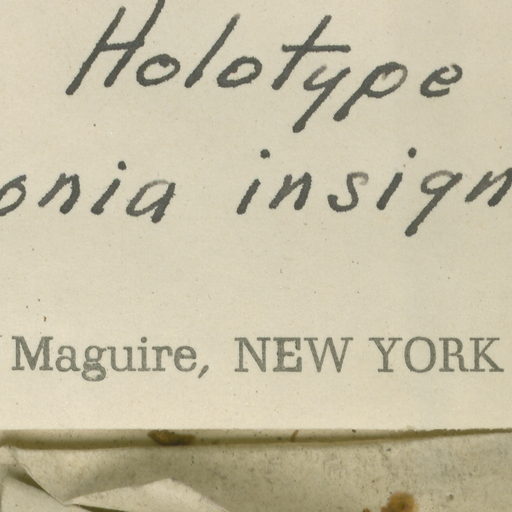 Holotype
onia insign
Maguire, NEW YORK